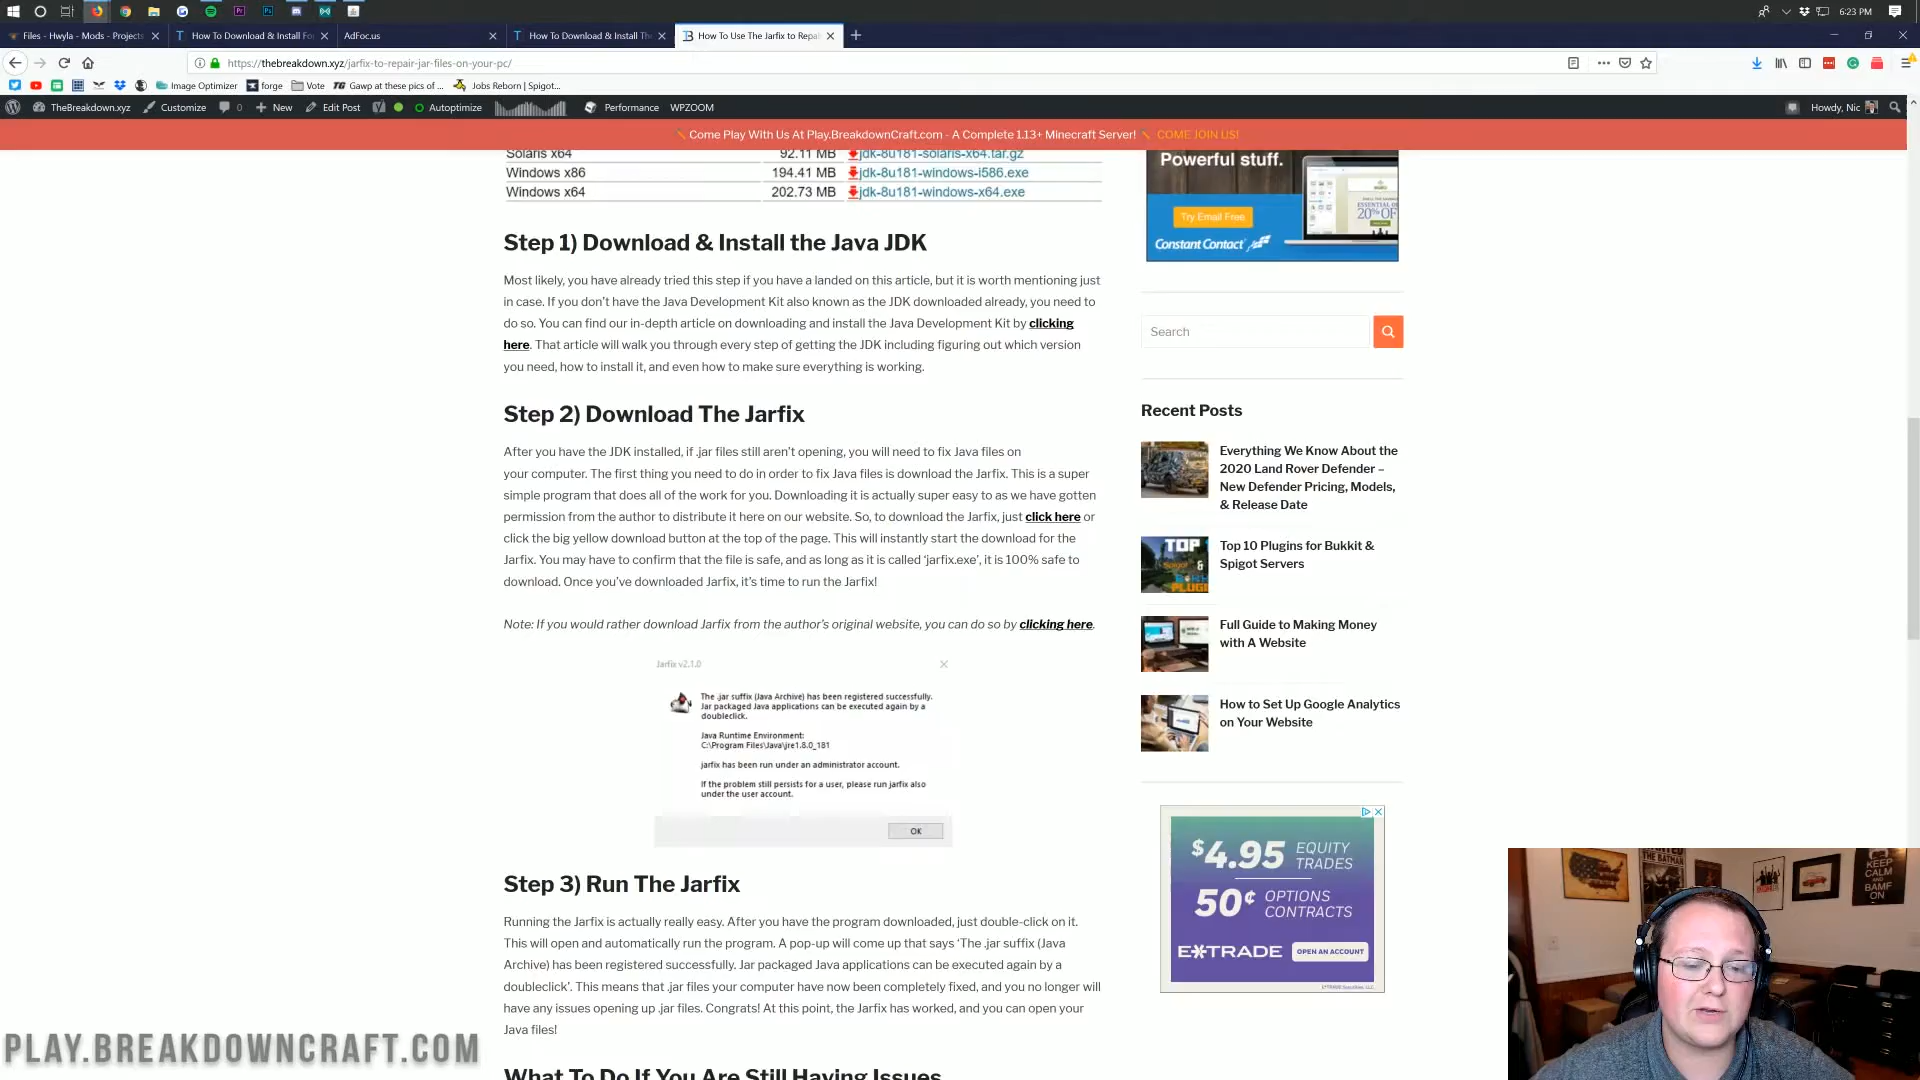 6:23 PM
Files - Hwyla - Mods - Projects
How To Download & Install Fo
AdFoc.us
How To Download & Install Th
How To Use The Jarfix to Repa
https://thebreakdown.xyz/jarfix-to-repair-jar-files-on-your-pc/
Image Optimizer
forge
Vote
TG Gawp at these pics of ...
Jobs Reborn | Spigot...
TheBreakdown.xyz
Customize
0
New
Edit Post
Autoptimize
Performance
WPZOOM
Howdy, Nic
Come Play With Us At Play.BreakdownCraft.com - A Complete 1.13+ Minecraft Server! COME JOIN US!
Solaris x64 92.11 MB jdk-8u181-solaris-x64.tar.gz
Windows x86 194.41 MB jdk-8u181-windows-i586.exe
Windows x64 202.73 MB jdk-8u181-windows-x64.exe
Step 1) Download & Install the Java JDK
Most likely, you have already tried this step if you have a landed on this article, but it is worth mentioning just
in case. If you don't have the Java Development Kit also known as the JDK downloaded already, you need to
do so. You can find our in-depth article on downloading and install the Java Development Kit by clicking
here. That article will walk you through every step of getting the JDK including figuring out which version
you need, how to install it, and even how to make sure everything is working.
Step 2) Download The Jarfix
After you have the JDK installed, if .jar files still aren't opening, you will need to fix Java files on
your computer. The first thing you need to do in order to fix Java files is download the Jarfix. This is a super
simple program that does all of the work for you. Downloading it is actually super easy to as we have gotten
permission from the author to distribute it here on our website. So, to download the Jarfix, just click here or
click the big yellow download button at the top of the page. This will instantly start the download for the
Jarfix. You may have to confirm that the file is safe, and as long as it is called 'jarfix.exe', it is 100% safe to
download. Once you've downloaded Jarfix, it's time to run the Jarfix!
Note: If you would rather download Jarfix from the author's original website, you can do so by clicking here.
Jarfix v2.1.0
The .jar suffix (Java Archive) has been registered successfully.
Jar packaged Java applications can be executed again by a
doubleclick.
Java Runtime Environment:
C:\Program Files\Java\jre1.8.0_181
jarfix has been run under an administrator account.
If the problem still persists for a user, please run jarfix also
under the user account.
OK
Step 3) Run The Jarfix
Running the Jarfix is actually really easy. After you have the program downloaded, just double-click on it.
This will open and automatically run the program. A pop-up will come up that says 'The .jar suffix (Java
Archive) has been registered successfully. Jar packaged Java applications can be executed again by a
doubleclick'. This means that .jar files your computer have now been completely fixed, and you no longer will
have any issues opening up .jar files. Congrats! At this point, the Jarfix has worked, and you can open your
Java files!
What To Do If You Are Still Having Issues
Powerful stuff.
Try Email Free
Constant Contact
20% OF
Search
Recent Posts
Everything We Know About the
2020 Land Rover Defender –
New Defender Pricing, Models,
& Release Date
TOP
Spigot &
PLUGI
Top 10 Plugins for Bukkit &
Spigot Servers
Full Guide to Making Money
with A Website
How to Set Up Google Analytics
on Your Website
$4.95 EQUITY
TRADES
50¢ OPTIONS
CONTRACTS
E*TRADE
OPEN AN ACCOUNT
THE BATMAN
KEEP
CALM
AND
BAMF
ON
PLAY.BREAKDOWNCRAFT.COM